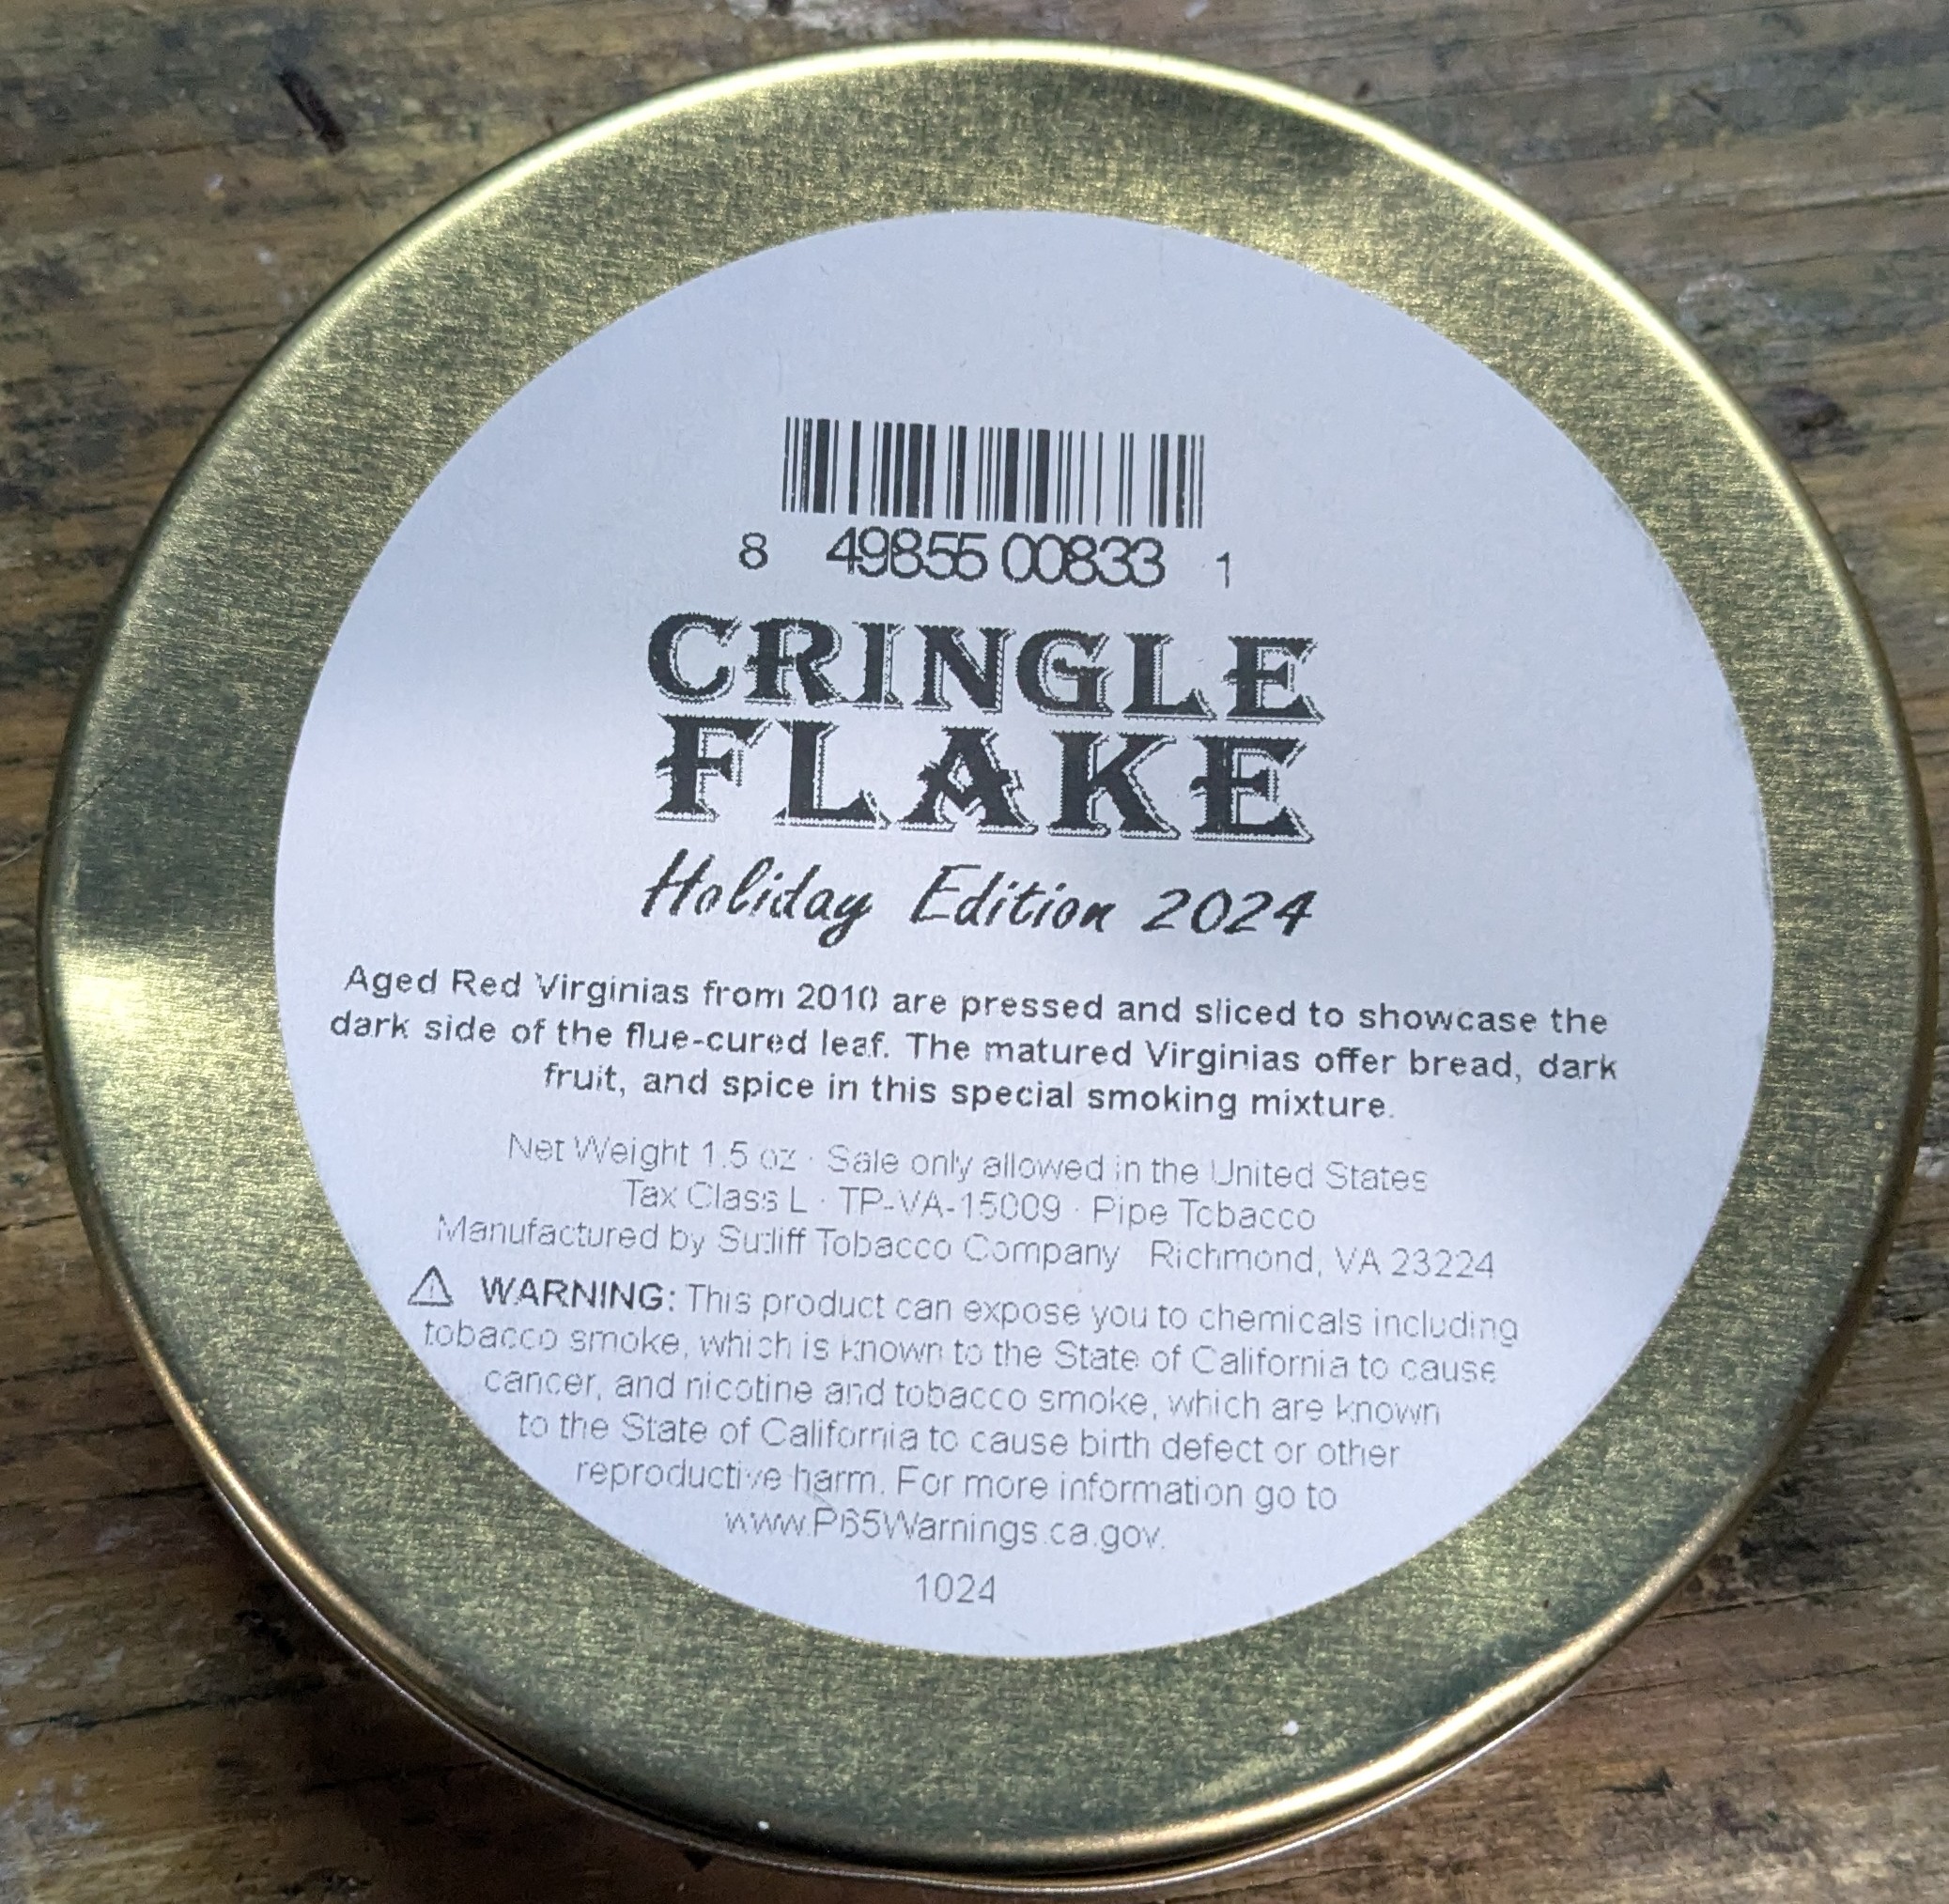 8 49855 00833 1
CRINGLE
FLAKE
Holiday Edition 2024
Aged Red Virginias from 2010 are pressed and sliced to showcase the
dark side of the flue-cured leaf. The matured Virginias offer bread, dark
fruit, and spice in this special smoking mixture.
Net Weight 1.5 oz · Sale only allowed in the United States
Tax Class L · TP-VA-15009 · Pipe Tobacco
Manufactured by Sutliff Tobacco Company Richmond, VA 23224
⚠ WARNING: This product can expose you to chemicals including
tobacco smoke, which is known to the State of California to cause
cancer, and nicotine and tobacco smoke, which are known
to the State of California to cause birth defect or other
reproductive harm. For more information go to
www.P65Warnings.ca.gov.
1024